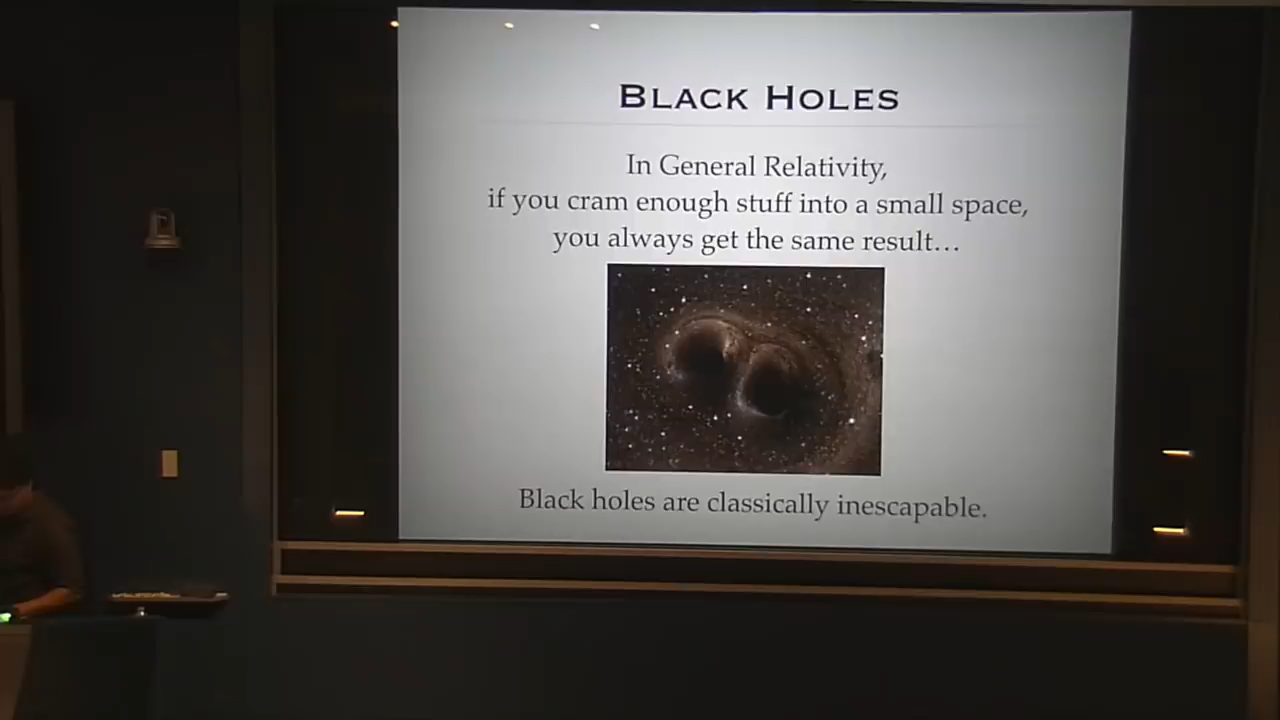 BLACK HOLES
In General Relativity,
if you cram enough stuff into a small space,
you always get the same result…
Black holes are classically inescapable.